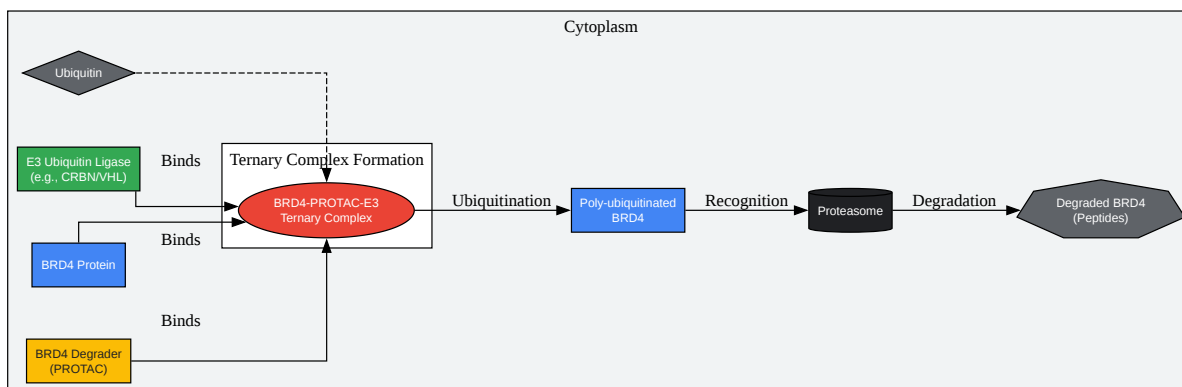 Cytoplasm
Ubiquitin
E3 Ubiquitin Ligase
(e.g., CRBN/VHL)
Binds
Ternary Complex Formation
BRD4-PROTAC-E3
Ternary Complex
Ubiquitination
Poly-ubiquitinated
BRD4
Recognition
Proteasome
Degradation
Degraded BRD4
(Peptides)
Binds
BRD4 Protein
Binds
BRD4 Degrader
(PROTAC)